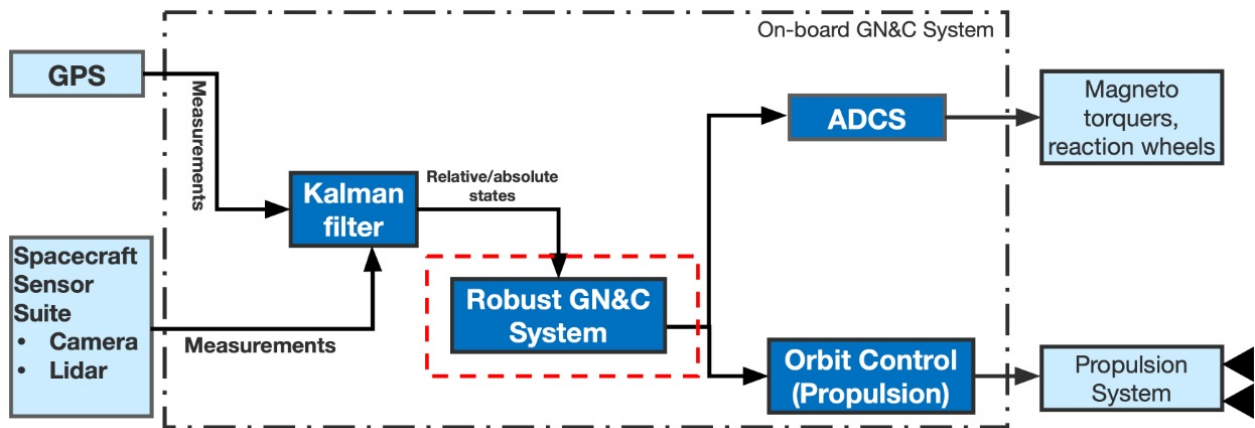 On-board GN&C System
GPS
Measurements
Kalman
filter
Relative/absolute
states
ADCS
Magneto
torquers,
reaction wheels
Spacecraft
Sensor
Suite
• Camera
• Lidar
Measurements
Robust GN&C
System
Orbit Control
(Propulsion)
Propulsion
System